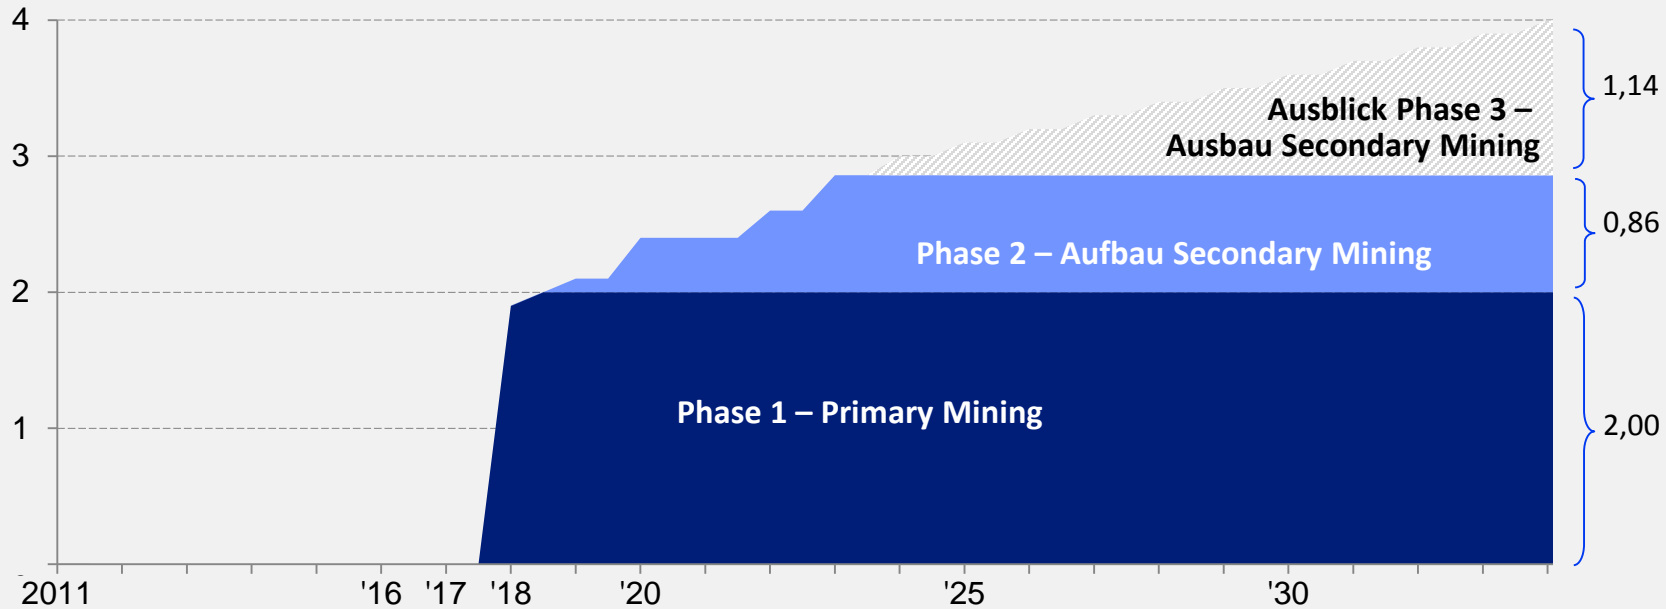 4
1,14
Ausblick Phase 3 –
Ausbau Secondary Mining
3
0,86
Phase 2 – Aufbau Secondary Mining
2
Phase 1 – Primary Mining
1
2,00
2011 '16 '17 '18 '20 '25 '30